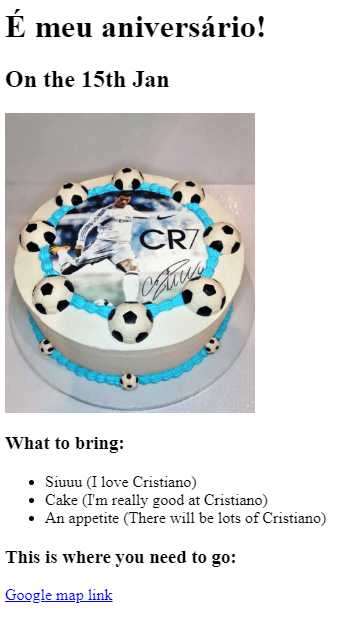 É meu aniversário!
On the 15th Jan
CR7
What to bring:
Siuuu (I love Cristiano)
Cake (I'm really good at Cristiano)
An appetite (There will be lots of Cristiano)
This is where you need to go:
Google map link